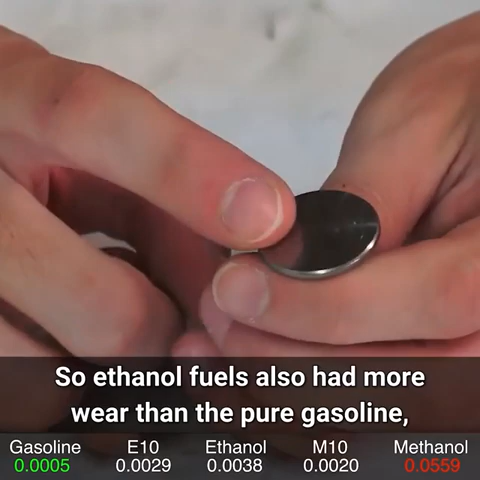 So ethanol fuels also had more
wear than the pure gasoline,
Gasoline E10 Ethanol M10 Methanol
0.0005 0.0029 0.0038 0.0020 0.0559